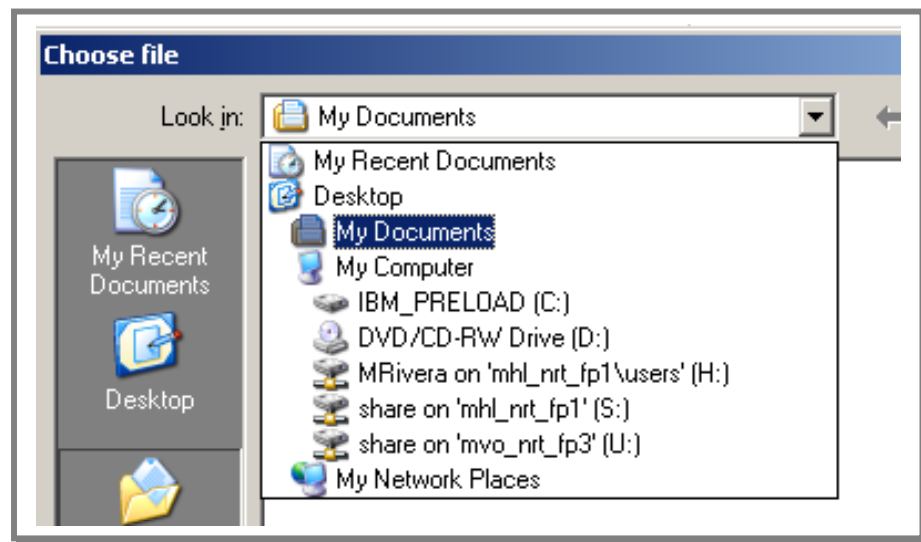 Choose file
Look in:
My Documents
My Recent Documents
Desktop
My Documents
My Computer
IBM_PRELOAD (C:)
DVD/CD-RW Drive (D:)
MRivera on 'mhl_nrt_fp1\users' (H:)
share on 'mhl_nrt_fp1' (S:)
share on 'mvo_nrt_fp3' (U:)
My Network Places
My Recent
Documents
Desktop